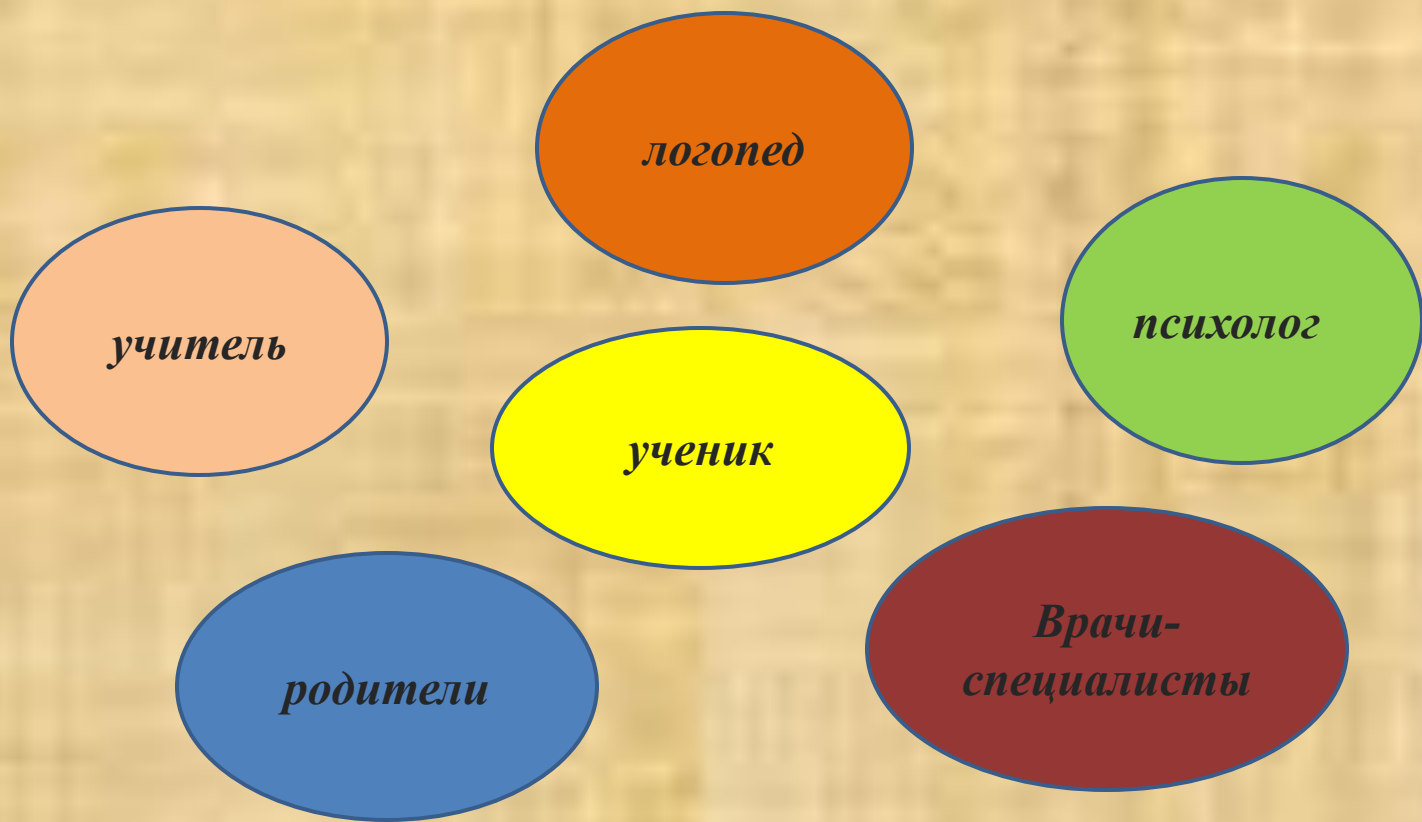 логопед
психолог
учитель
ученик
Врачи-
специалисты
родители